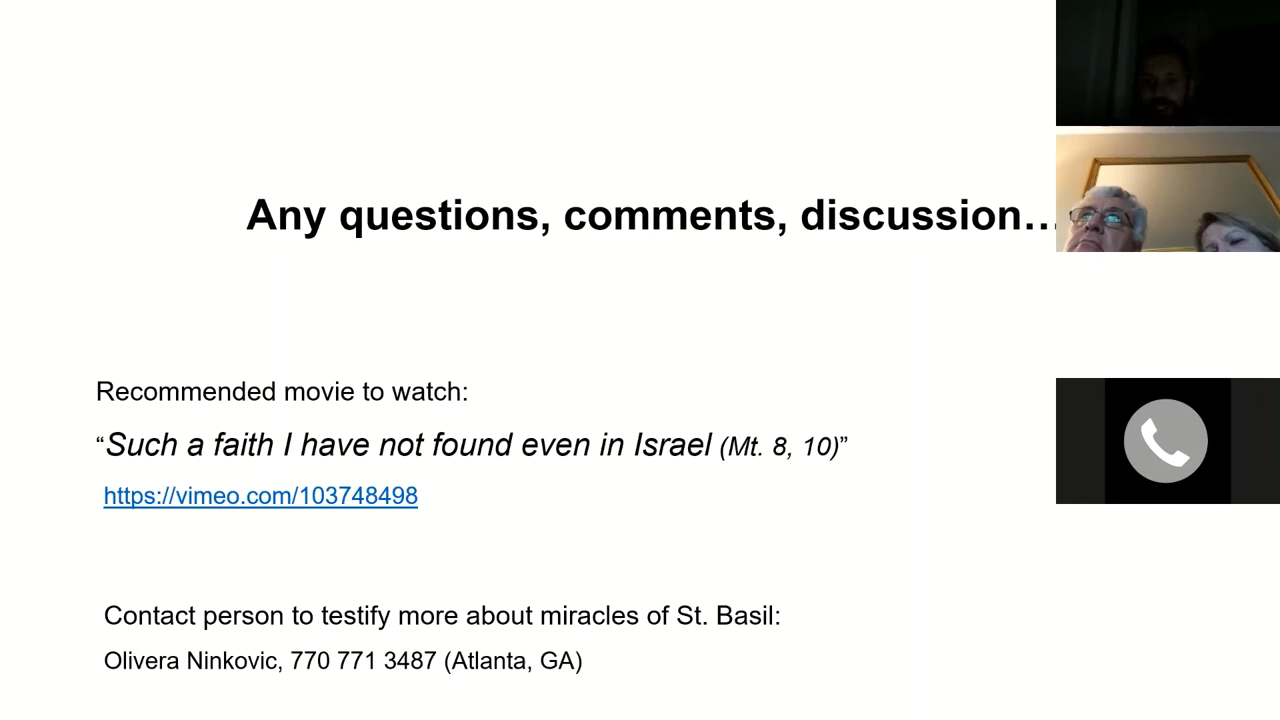 Any questions, comments, discussion…
Recommended movie to watch:
“Such a faith I have not found even in Israel (Mt. 8, 10)”
https://vimeo.com/103748498
Contact person to testify more about miracles of St. Basil:
Olivera Ninkovic, 770 771 3487 (Atlanta, GA)